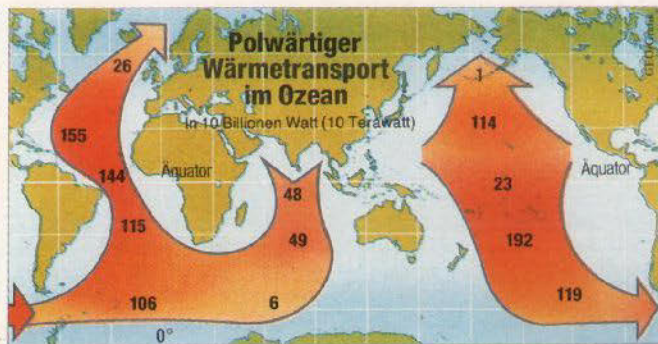 Polwärtiger
Wärmetransport
im Ozean
in 10 Billionen Watt (10 Terawatt)
26
1
155
114
144
Äquator
Äquator
48
23
115
49
192
106
6
119
0°